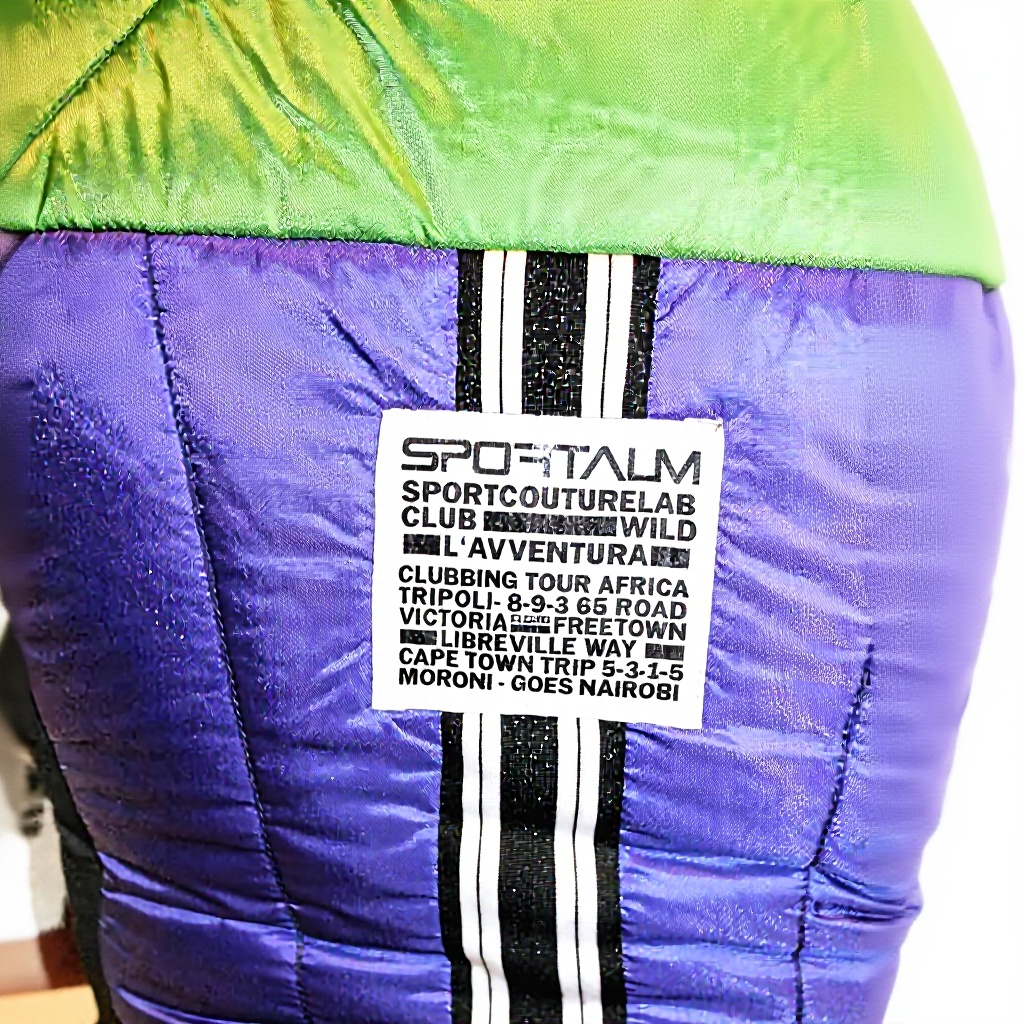 SPORTALM
SPORTCOUTURELAB
CLUB WILD
L'AVVENTURA
CLUBBING TOUR AFRICA
TRIPOLI- 8-9-3 65 ROAD
VICTORIA FREETOWN
LIBREVILLE WAY
CAPE TOWN TRIP 5-3-1-5
MORONI - GOES NAIROBI